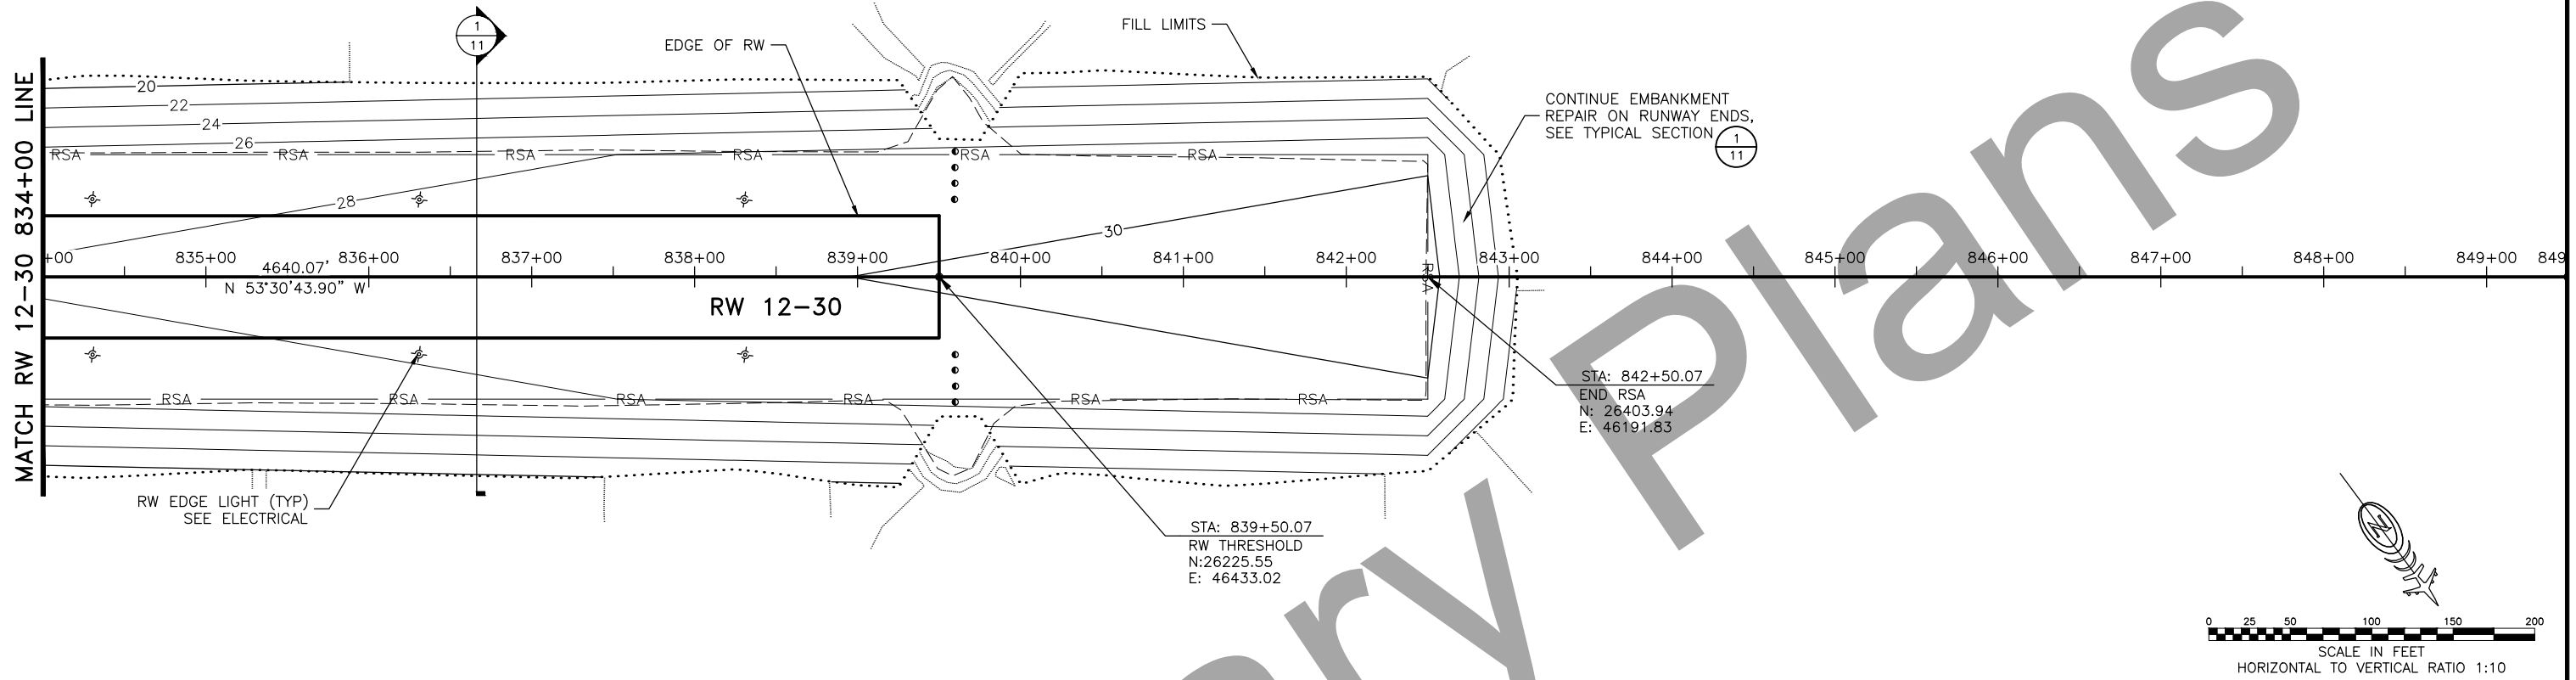 MATCH RW 12-30 834+00 LINE
1
11
EDGE OF RW
FILL LIMITS
CONTINUE EMBANKMENT
REPAIR ON RUNWAY ENDS,
SEE TYPICAL SECTION
1
11
20
22
24
26
RSA RSA RSA RSA RSA RSA
28
30
+00 835+00 836+00 837+00 838+00 839+00 840+00 841+00 842+00 843+00 844+00 845+00 846+00 847+00 848+00 849+00 849
4640.07'
N 53°30'43.90" W
RW 12-30
RSA
RSA RSA RSA RSA RSA RSA
STA: 842+50.07
END RSA
N: 26403.94
E: 46191.83
RW EDGE LIGHT (TYP)
SEE ELECTRICAL
STA: 839+50.07
RW THRESHOLD
N:26225.55
E: 46433.02
N
0 25 50 100 150 200
SCALE IN FEET
HORIZONTAL TO VERTICAL RATIO 1:10
ry Plans